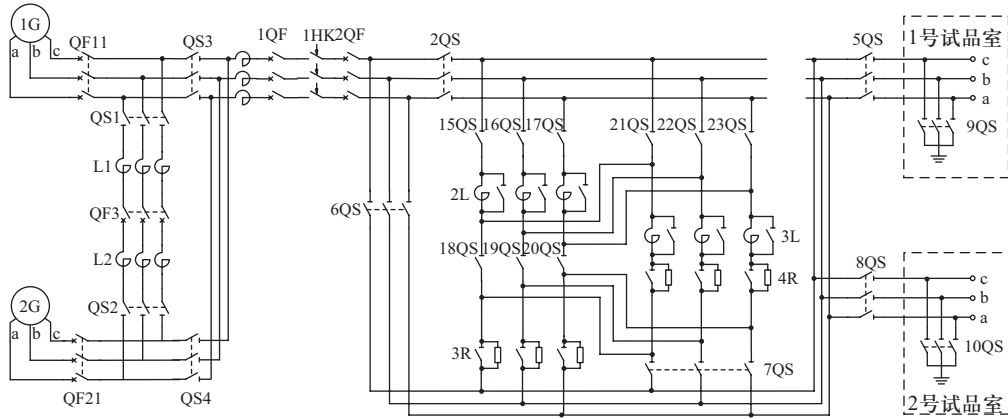 1G
a b c
QF11
QS3
1QF 1HK 2QF
2QS
5QS
1号试品室
c
b
a
9QS
QS1
L1
QF3
L2
QS2
15QS 16QS 17QS
21QS 22QS 23QS
2L
6QS
18QS 19QS 20QS
3L
4R
3R
7QS
8QS
c
b
a
10QS
2号试品室
2G
a b c
QF21
QS4